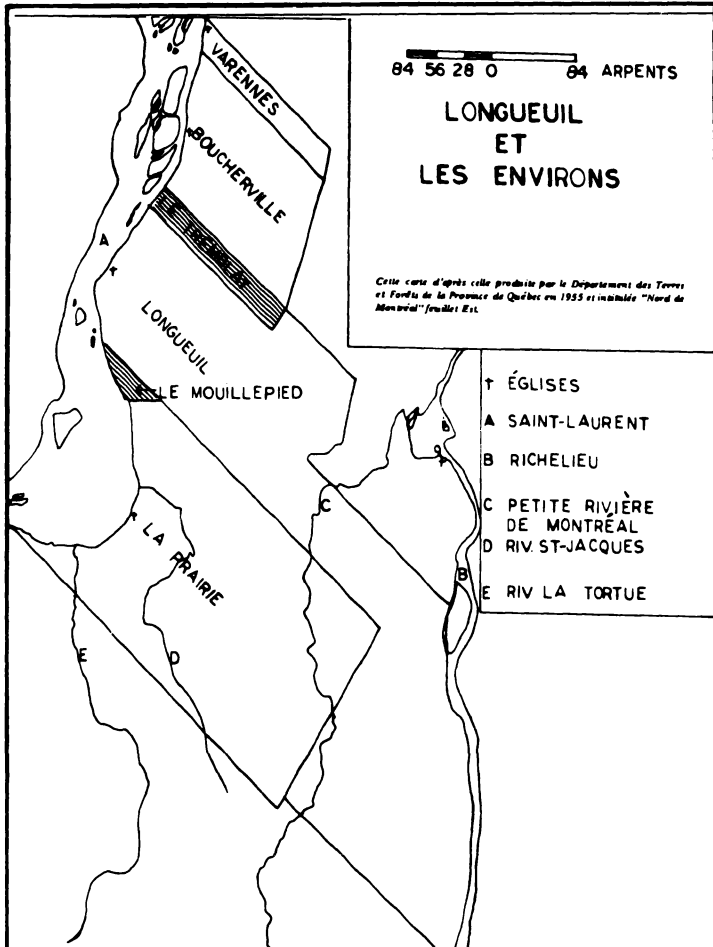 84 56 28 0 84 ARPENTS
LONGUEUIL
ET
LES ENVIRONS
Cette carte d'après celle produite par le Département des Terres
et Forêts de la Province de Québec en 1955 et intitulée "Nord de
Montréal" feuillet Est.
VARENNES
BOUCHERVILLE
LE TREMBLAY
A
LONGUEUIL
LE MOUILLEPIED
† ÉGLISES
A SAINT-LAURENT
B RICHELIEU
C PETITE RIVIÈRE
DE MONTRÉAL
D RIV. ST-JACQUES
E RIV LA TORTUE
B
C
LA PRAIRIE
B
E
D
C